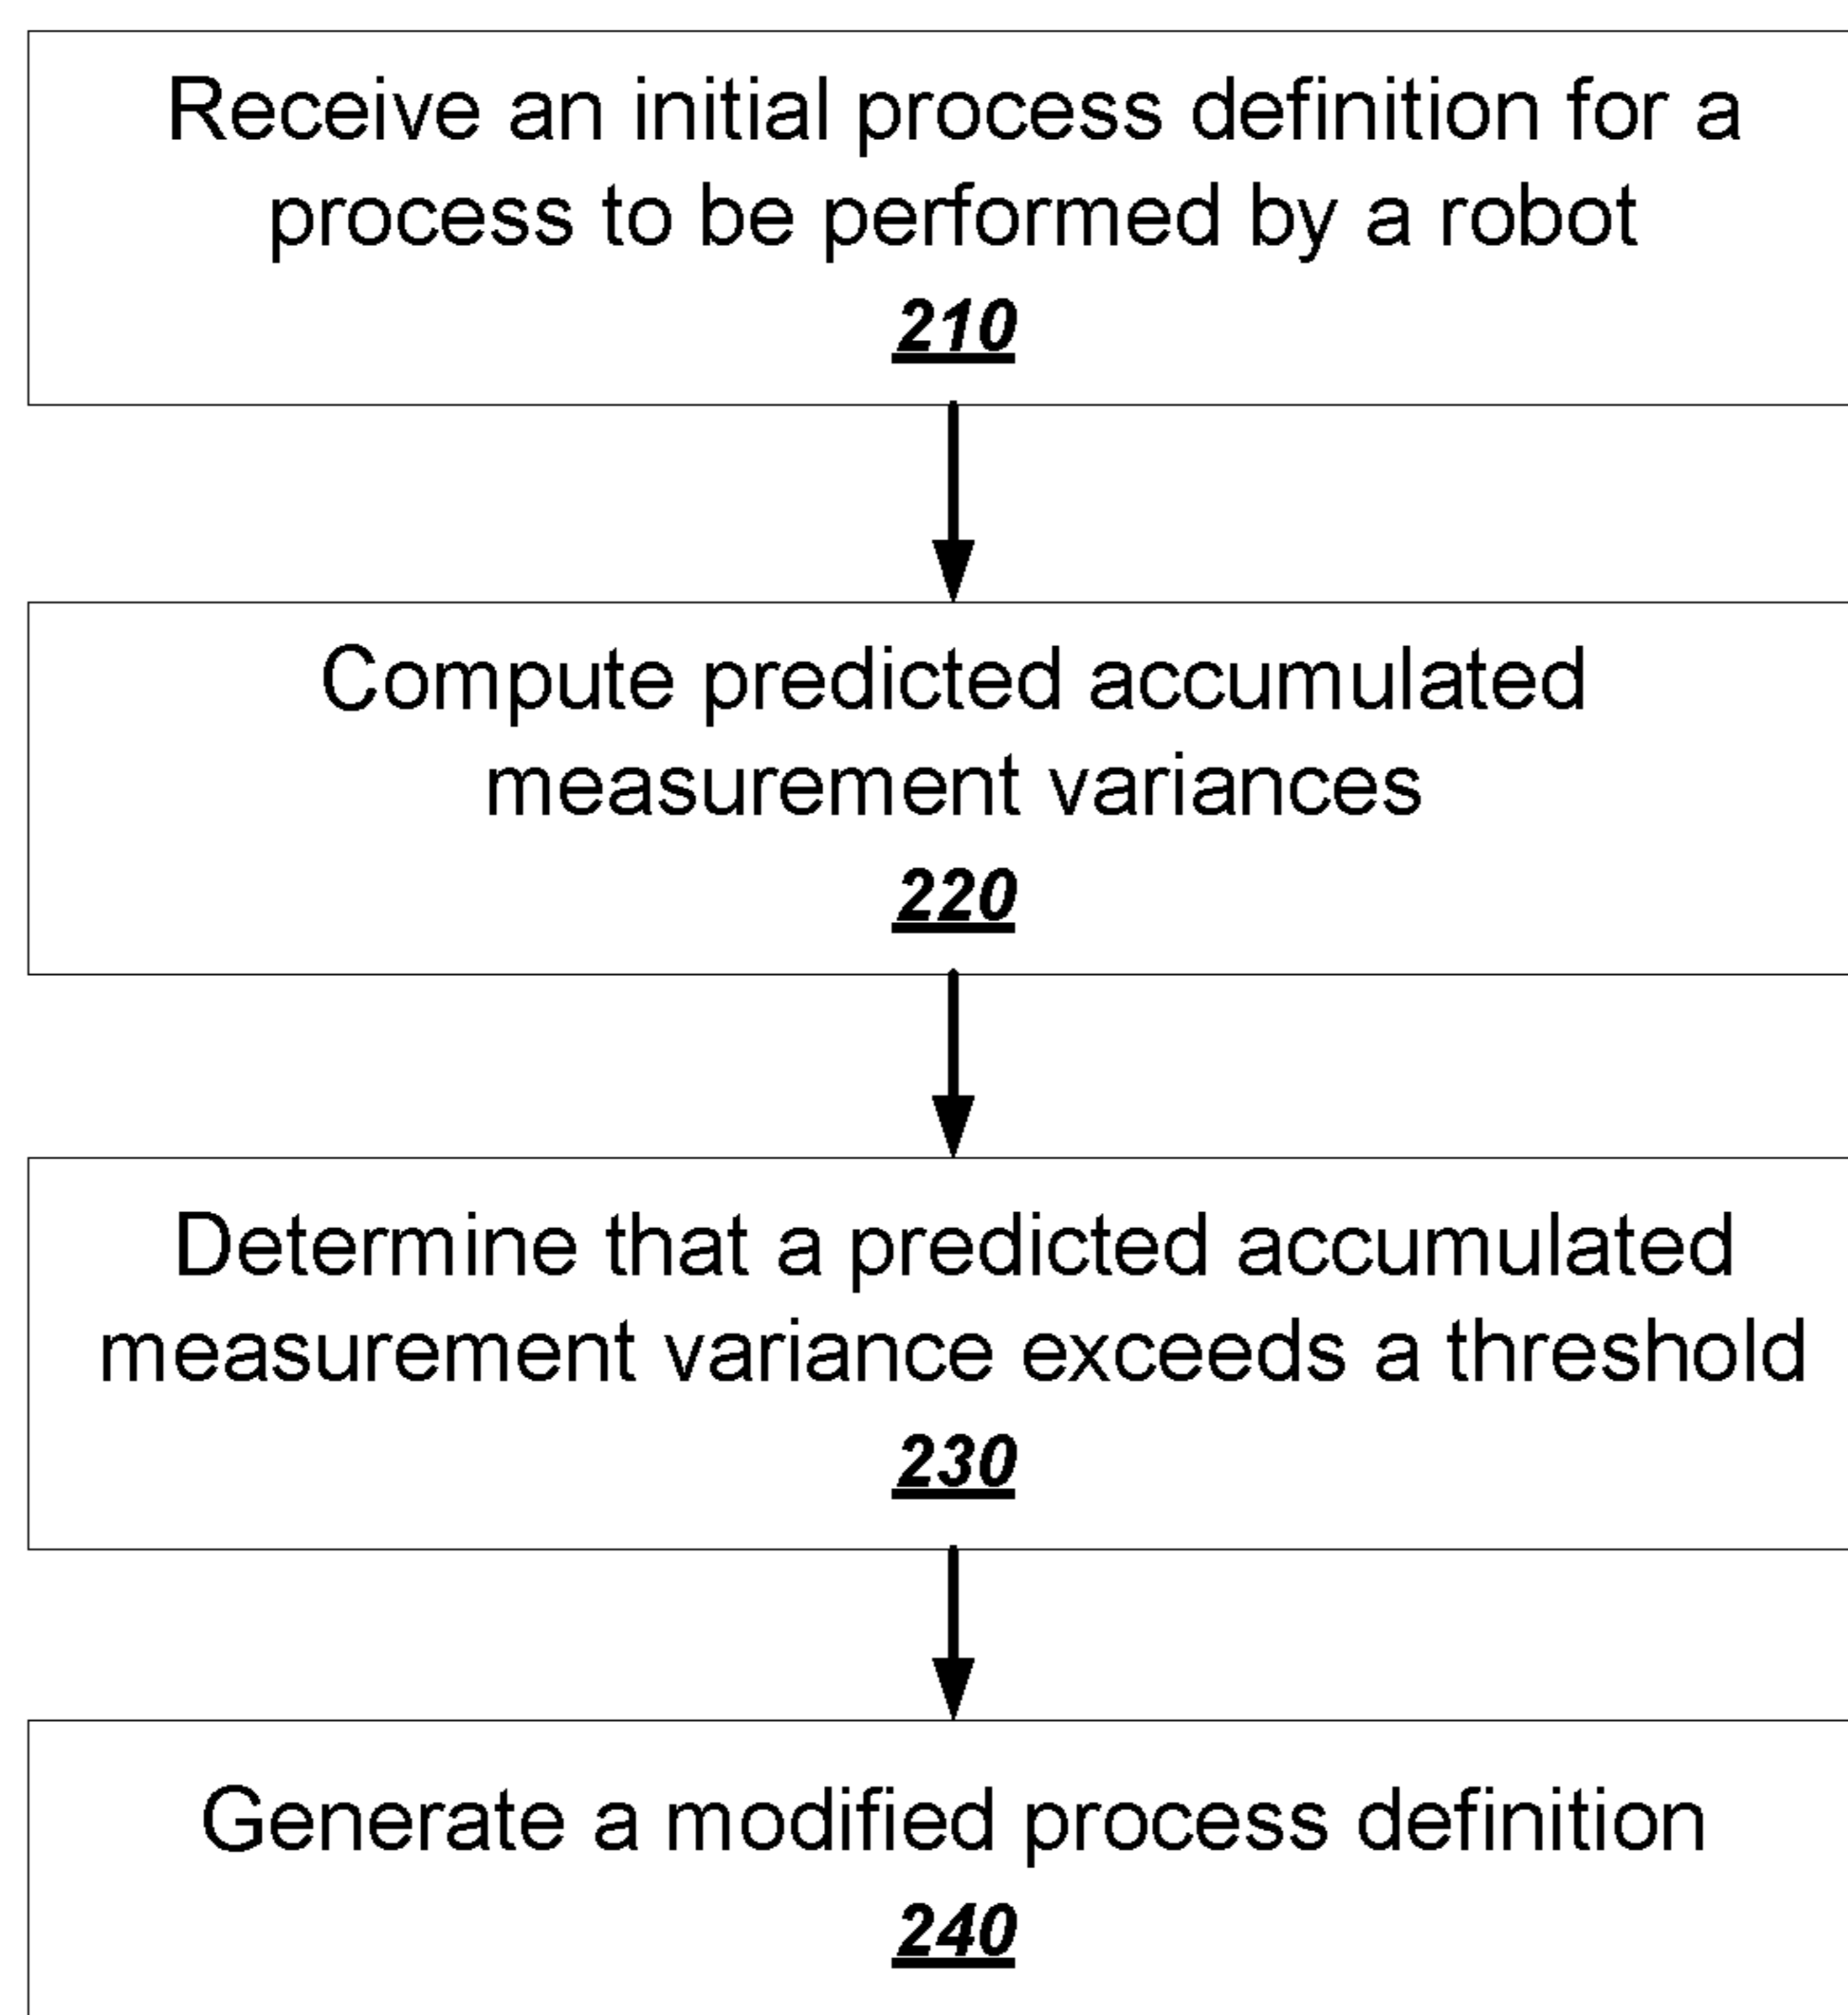 Receive an initial process definition for a
process to be performed by a robot
210
Compute predicted accumulated
measurement variances
220
Determine that a predicted accumulated
measurement variance exceeds a threshold
230
Generate a modified process definition
240